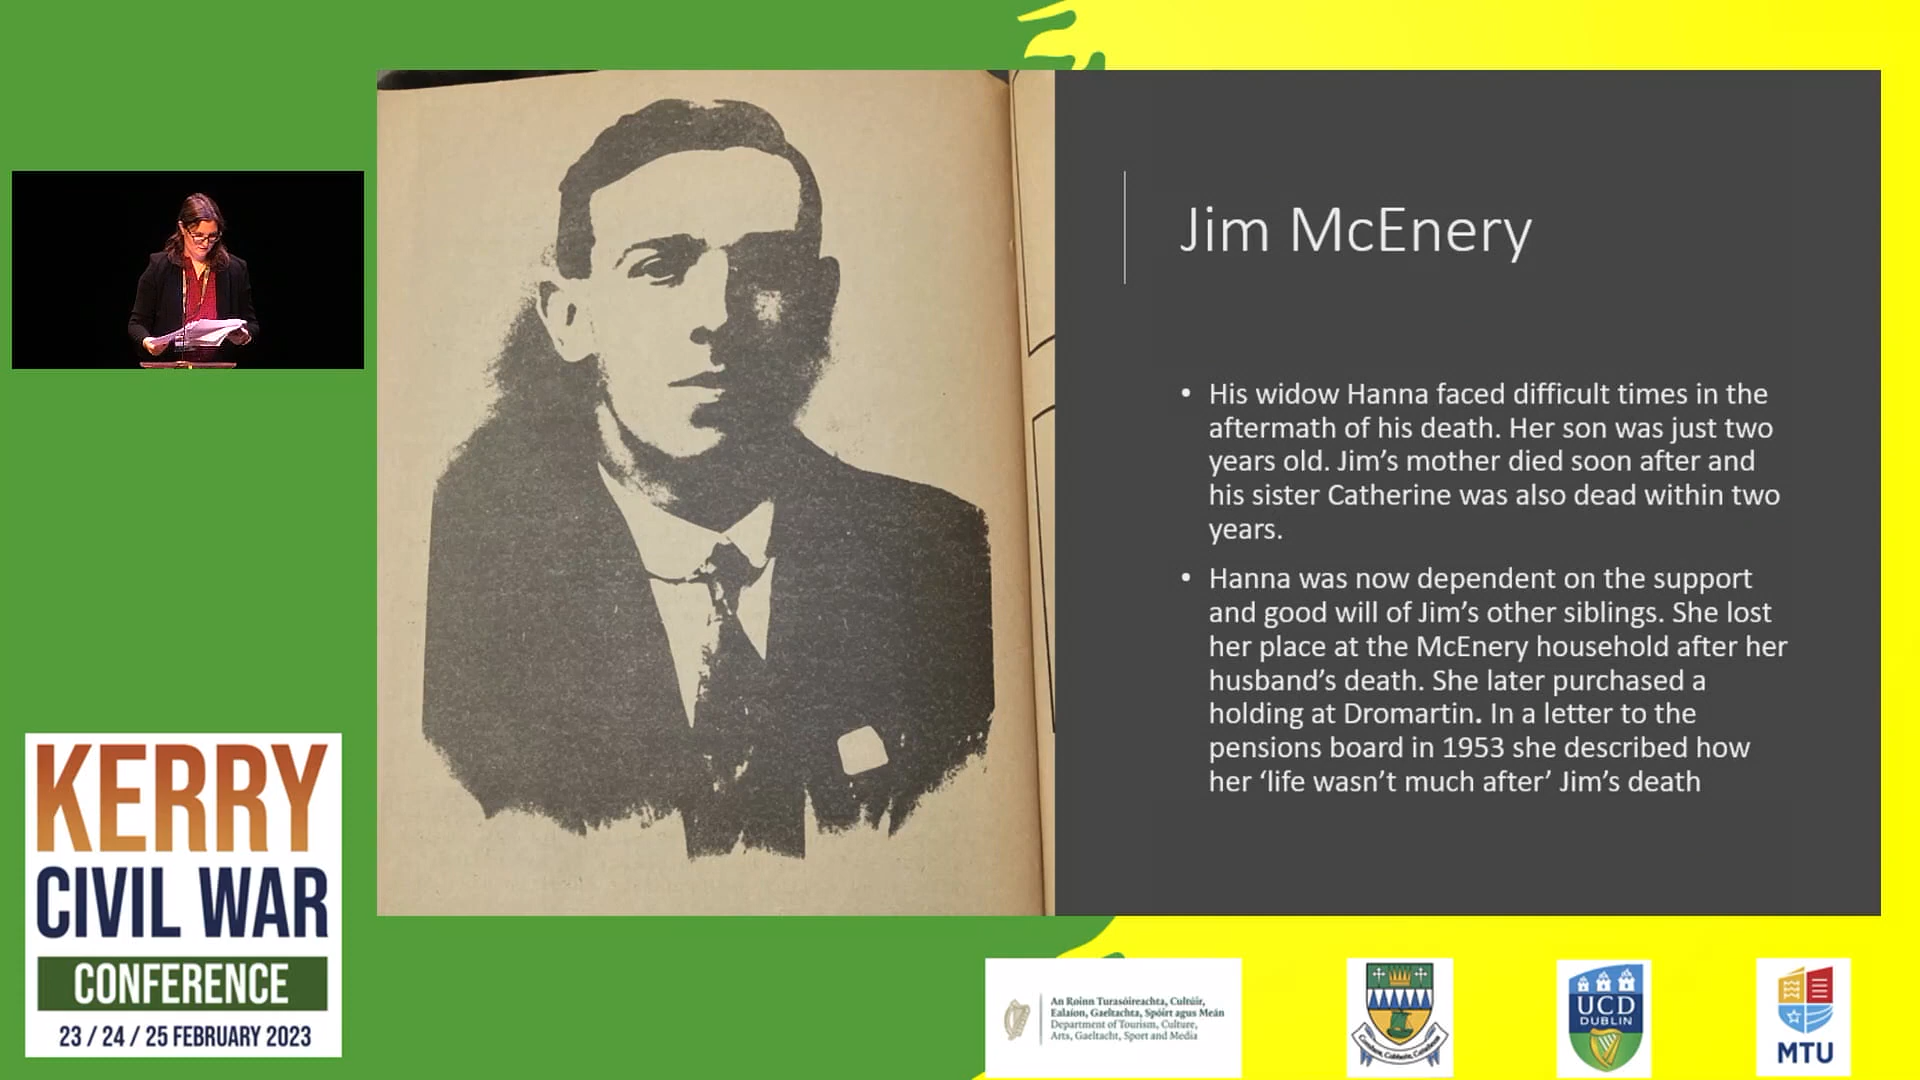 Jim McEnery
• His widow Hanna faced difficult times in the
aftermath of his death. Her son was just two
years old. Jim’s mother died soon after and
his sister Catherine was also dead within two
years.
• Hanna was now dependent on the support
and good will of Jim’s other siblings. She lost
her place at the McEnery household after her
husband’s death. She later purchased a
holding at Dromartin. In a letter to the
pensions board in 1953 she described how
her ‘life wasn’t much after’ Jim’s death
KERRY
CIVIL WAR
CONFERENCE
23 / 24 / 25 FEBRUARY 2023
An Roinn Turasóireachta, Cultúir,
Ealaíon, Gaeltachta, Spóirt agus Meán
Department of Tourism, Culture,
Arts, Gaeltacht, Sport and Media
UCD
DUBLIN
MTU